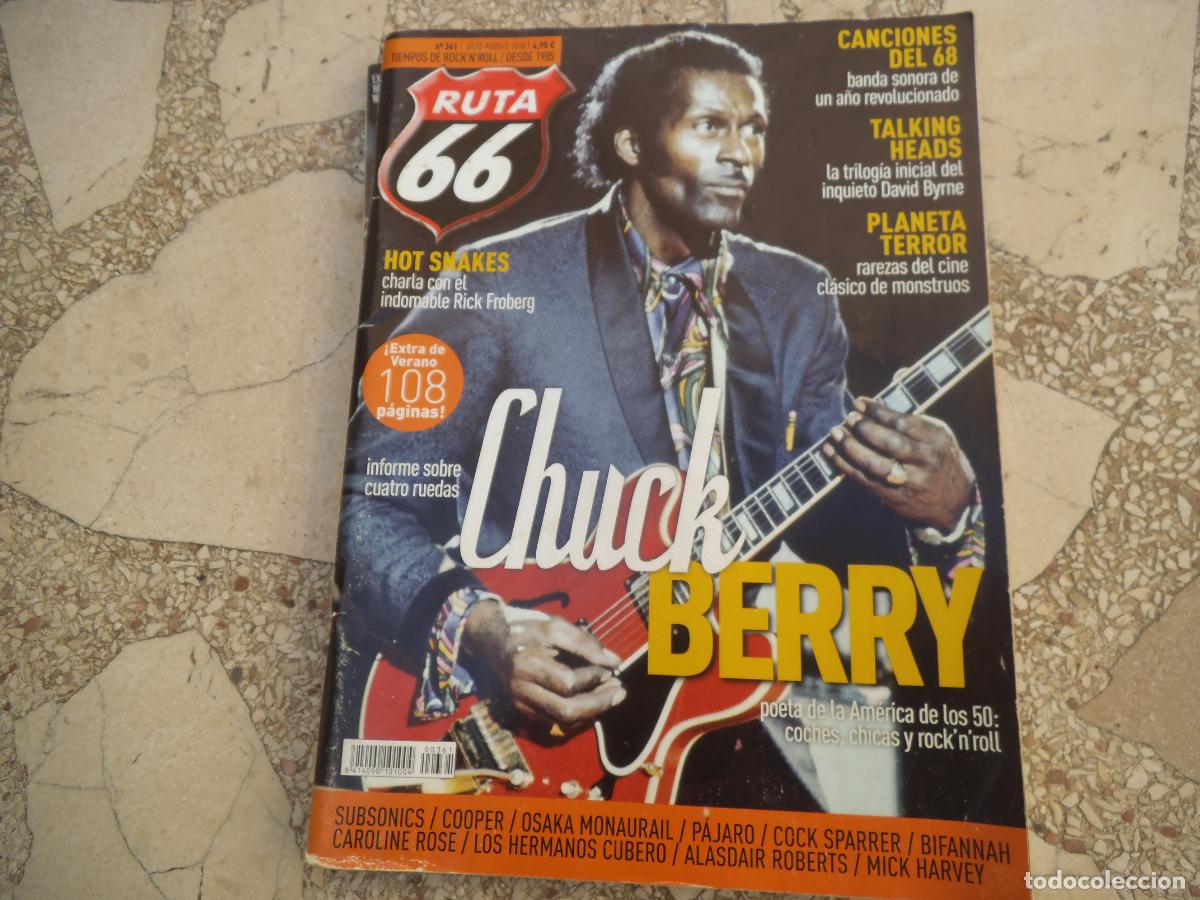 nº 361 | JULIO-AGOSTO 2018 | 4,95 €
TIEMPOS DE ROCK'N'ROLL / DESDE 1985
RUTA
66
CANCIONES
DEL 68
banda sonora de
un año revolucionado
TALKING
HEADS
la trilogía inicial del
inquieto David Byrne
PLANETA
TERROR
rarezas del cine
clásico de monstruos
HOT SNAKES
charla con el
indomable Rick Froberg
¡Extra de
Verano
108
páginas!
informe sobre
cuatro ruedas
Chuck
BERRY
poeta de la América de los 50:
coches, chicas y rock'n'roll
00361
8 414090 101004
SUBSONICS / COOPER / OSAKA MONAURAIL / PÁJARO / COCK SPARRER / BIFANNAH
CAROLINE ROSE / LOS HERMANOS CUBERO / ALASDAIR ROBERTS / MICK HARVEY
todocoleccion